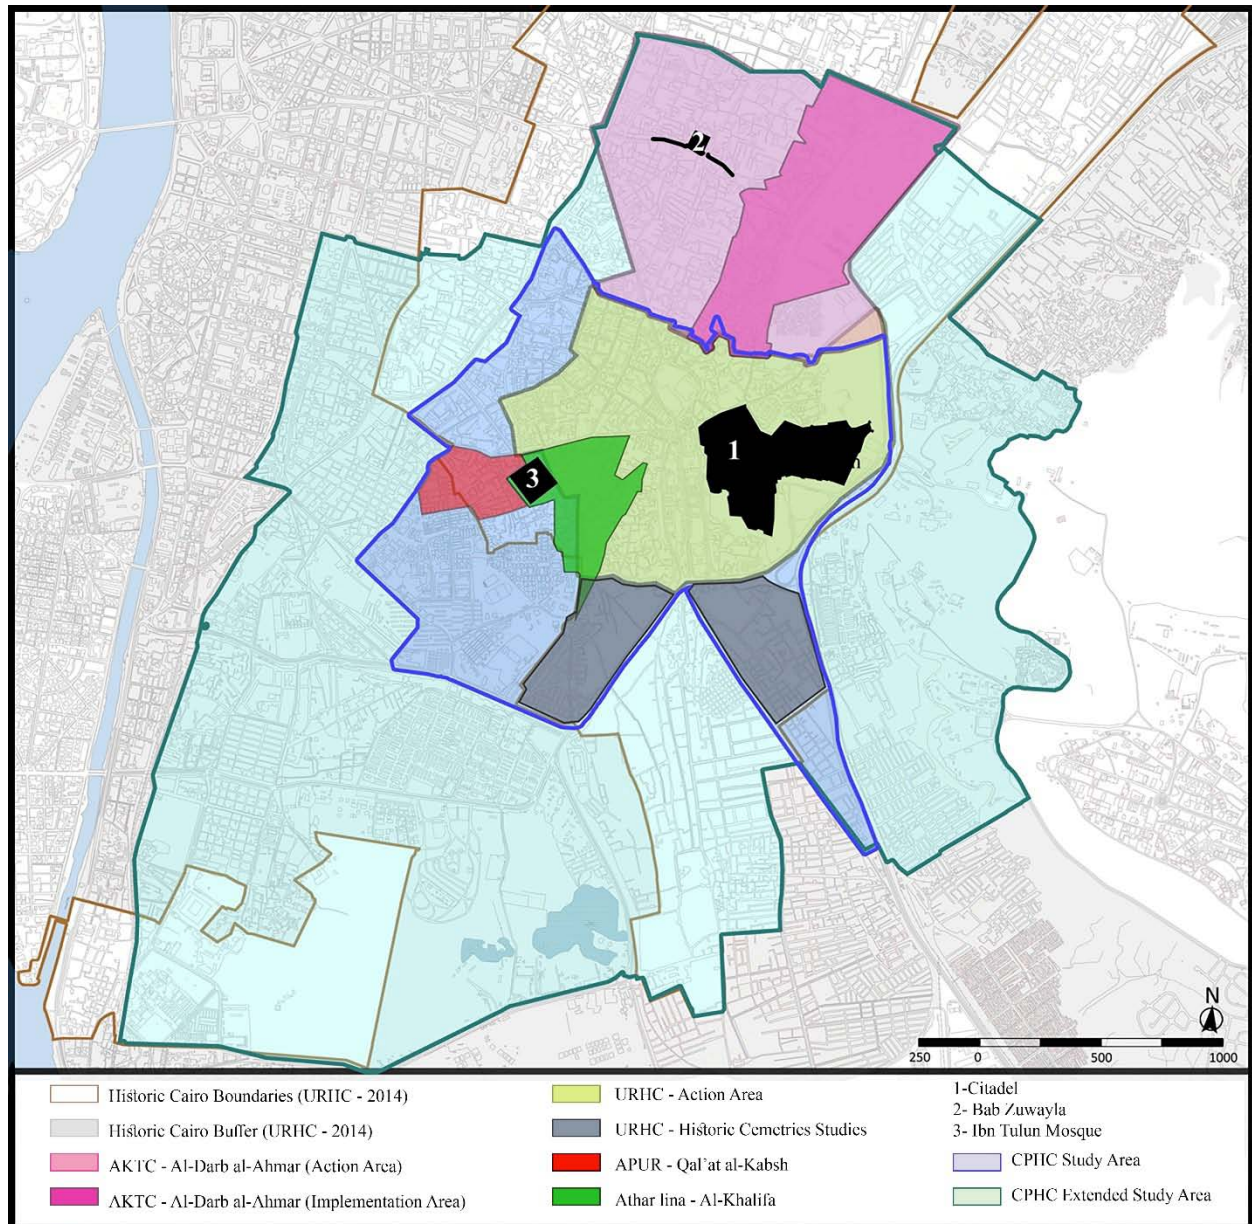 2
1
n
3
N
250 0 500 1000
Historic Cairo Boundaries (URHC - 2014)
Historic Cairo Buffer (URHC - 2014)
AKTC - Al-Darb al-Ahmar (Action Area)
AKTC - Al-Darb al-Ahmar (Implementation Area)
URHC - Action Area
URHC - Historic Cemetries Studies
APUR - Qal'at al-Kabsh
Athar lina - Al-Khalifa
1-Citadel
2- Bab Zuwayla
3- Ibn Tulun Mosque
CPHC Study Area
CPHC Extended Study Area